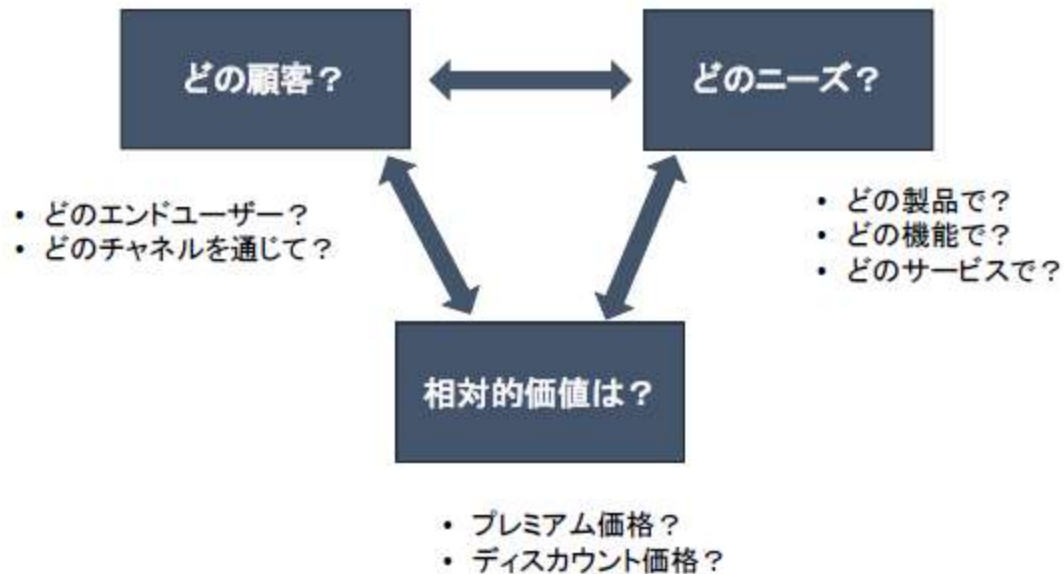 どの顧客？
どのニーズ？
• どのエンドユーザー？
• どのチャネルを通じて？
• どの製品で？
• どの機能で？
• どのサービスで？
相対的価値は？
• プレミアム価格？
• ディスカウント価格？